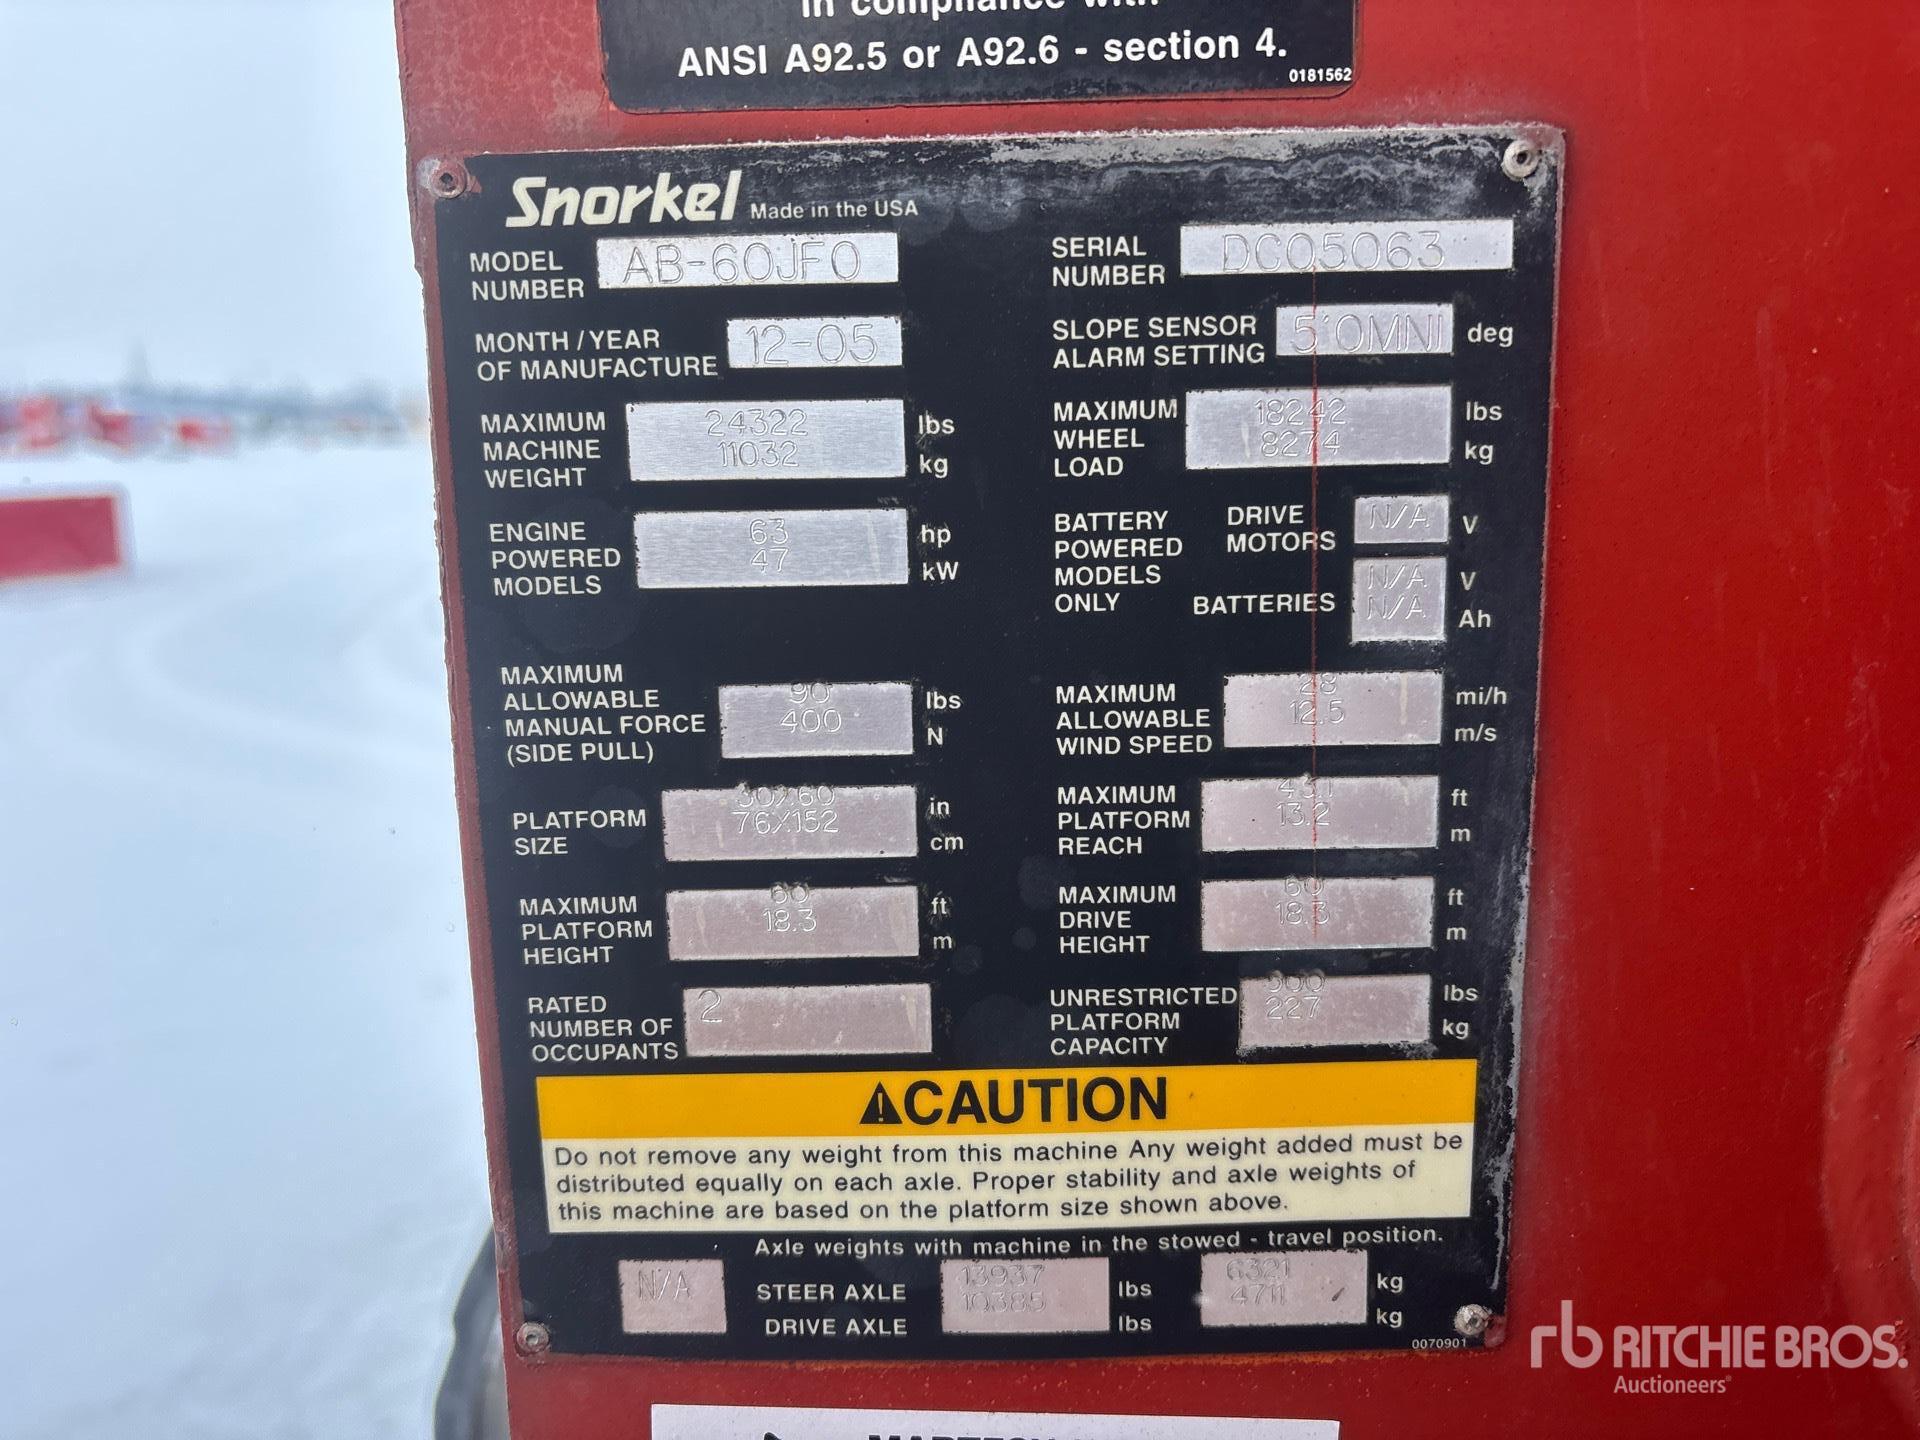 in compliance with
ANSI A92.5 or A92.6 - section 4.
0181562
Snorkel Made in the USA
MODEL NUMBER AB-60JFO
SERIAL NUMBER DC05063
MONTH / YEAR OF MANUFACTURE 12-05
SLOPE SENSOR ALARM SETTING 5°OMNI deg
MAXIMUM MACHINE WEIGHT 24322 lbs
11032 kg
MAXIMUM WHEEL LOAD 18242 lbs
8274 kg
ENGINE POWERED MODELS 63 hp
47 kW
BATTERY POWERED MODELS ONLY
DRIVE MOTORS N/A V
BATTERIES N/A V
N/A Ah
MAXIMUM ALLOWABLE MANUAL FORCE (SIDE PULL) 90 lbs
400 N
MAXIMUM ALLOWABLE WIND SPEED 28 mi/h
12.5 m/s
PLATFORM SIZE 30X60 in
76X152 cm
MAXIMUM PLATFORM REACH 43.1 ft
13.2 m
MAXIMUM PLATFORM HEIGHT 60 ft
18.3 m
MAXIMUM DRIVE HEIGHT 60 ft
18.3 m
RATED NUMBER OF OCCUPANTS 2
UNRESTRICTED PLATFORM CAPACITY 500 lbs
227 kg
CAUTION
Do not remove any weight from this machine Any weight added must be
distributed equally on each axle. Proper stability and axle weights of
this machine are based on the platform size shown above.
Axle weights with machine in the stowed - travel position.
N/A
STEER AXLE 13937 lbs 6321 kg
DRIVE AXLE 10385 lbs 4711 kg
0070901
rb RITCHIE BROS.
Auctioneers